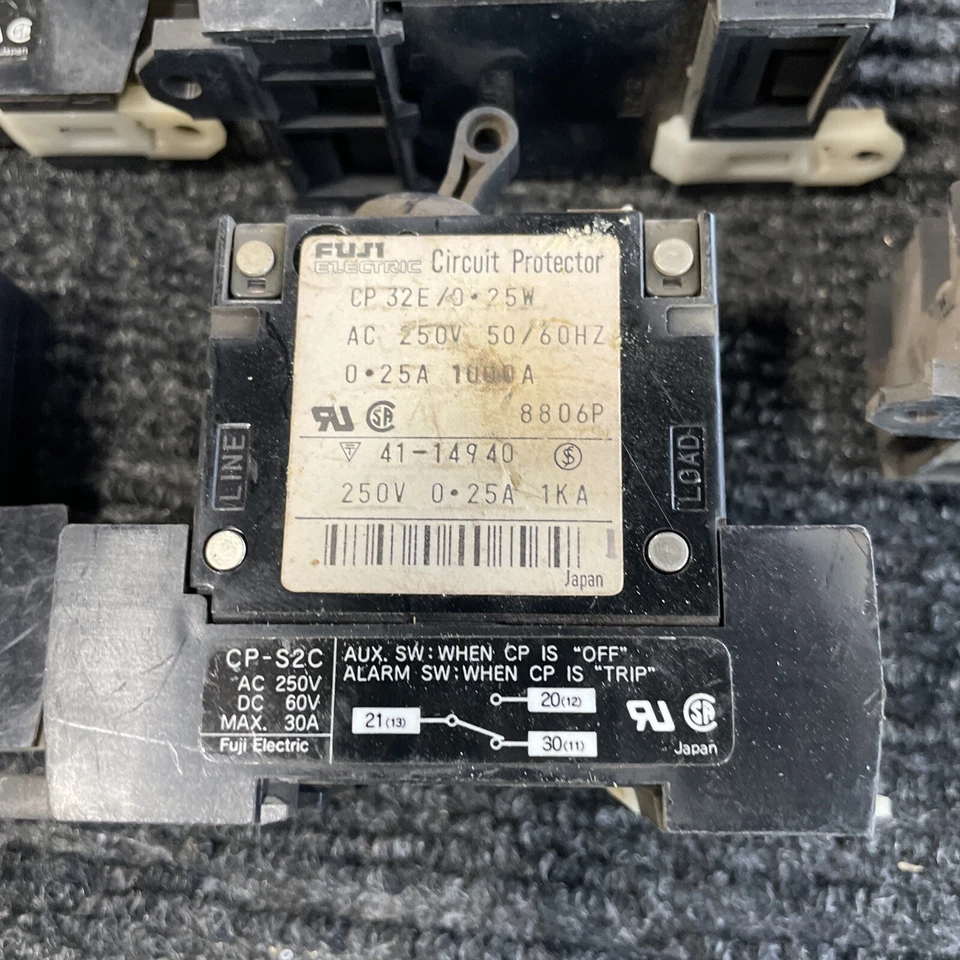 Japan
FUJI ELECTRIC Circuit Protector
CP 32E/0·25W
AC 250V 50/60HZ
0·25A 1000A
8806P
41-14940
250V 0·25A 1KA
Japan
LINE
LOAD
CP-S2C
AC 250V
DC 60V
MAX. 30A
Fuji Electric
AUX. SW: WHEN CP IS "OFF"
ALARM SW: WHEN CP IS "TRIP"
20(12)
21(13)
30(11)
Japan